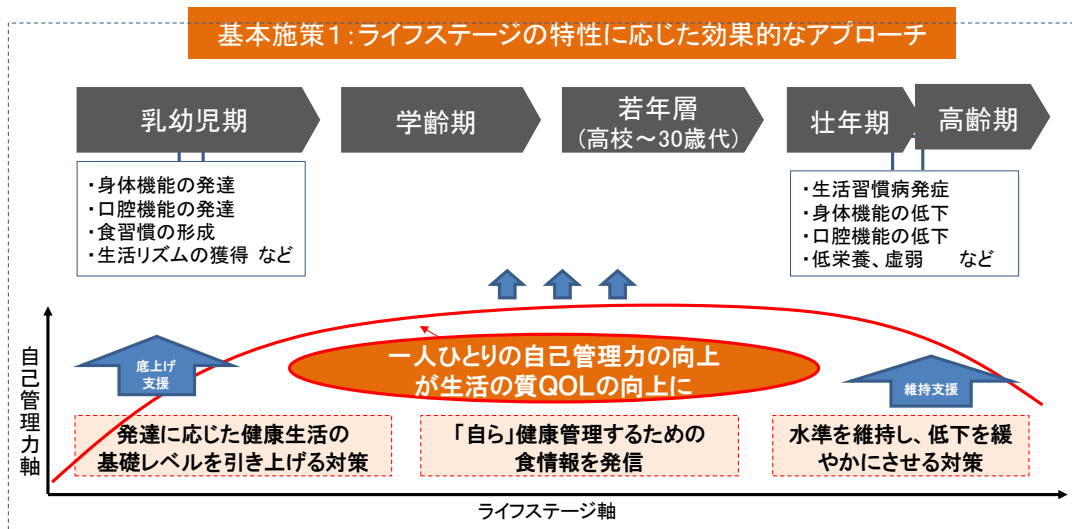 基本施策1:ライフステージの特性に応じた効果的なアプローチ
乳幼児期
学齢期
若年層
(高校~30歳代)
壮年期
高齢期
・身体機能の発達
・口腔機能の発達
・食習慣の形成
・生活リズムの獲得 など
・生活習慣病発症
・身体機能の低下
・口腔機能の低下
・低栄養、虚弱 など
自己管理力軸
底上げ
支援
一人ひとりの自己管理力の向上
が生活の質QOLの向上に
維持支援
発達に応じた健康生活の
基礎レベルを引き上げる対策
「自ら」健康管理するための
食情報を発信
水準を維持し、低下を緩
やかにさせる対策
ライフステージ軸